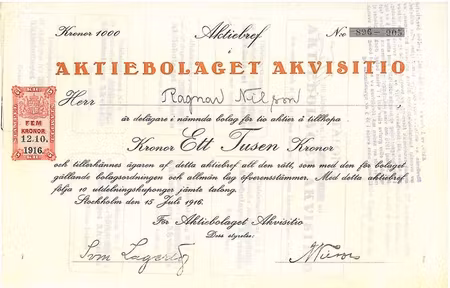 Kronor 1000
Aktiebref
No
i
AKTIEBOLAGET AKVISITIO
Herr Ragnar Nilson
är delägare i nämnda bolag för tio aktier å tillhopa
Kronor Ett Tusen Kronor
och tillerkännes ägaren af detta aktiebref all den rätt, som med den för bolaget
gällande bolagsordningen och allmän lag öfverensstämmer. Med detta aktiebref
följa 10 utdelningskuponger jämte talong.
Stockholm den 15 Juli 1916.
För Aktiebolaget Akvisitio
Dess styrelse:
FEM
KRONOR
12.10.
1916